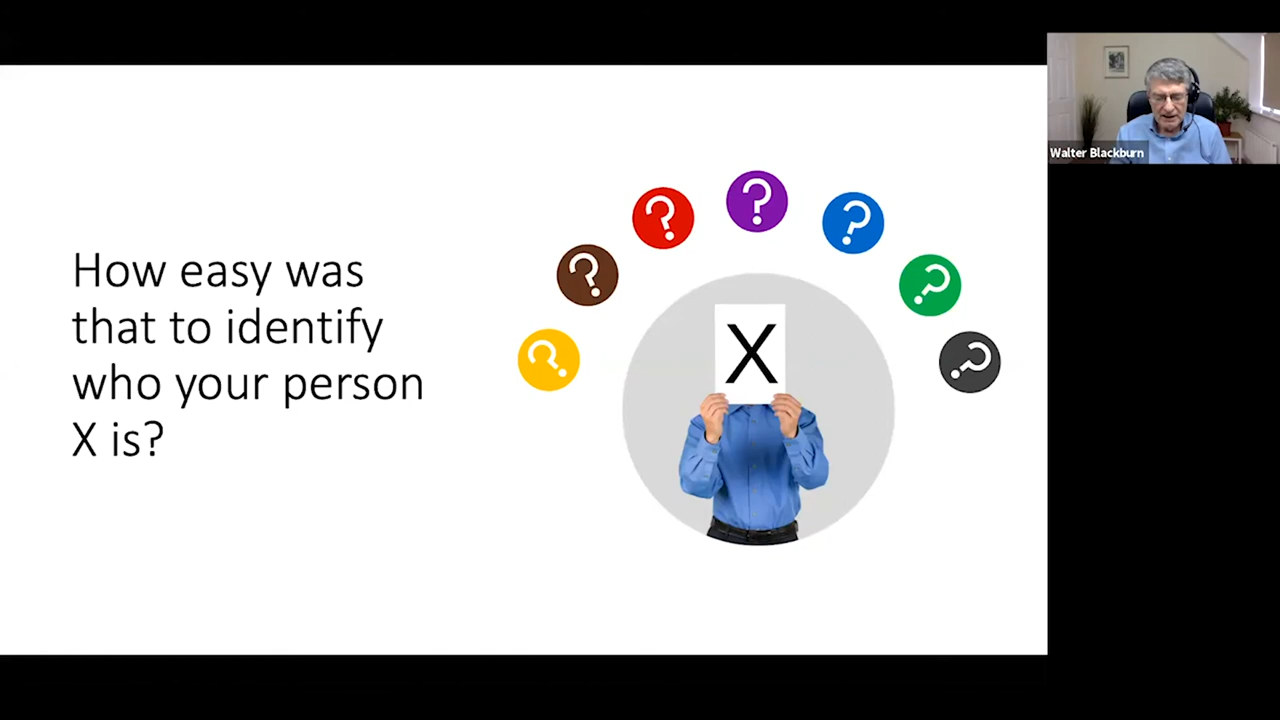 How easy was
that to identify
who your person
X is?
?
?
?
?
?
?
?
X
Walter Blackburn